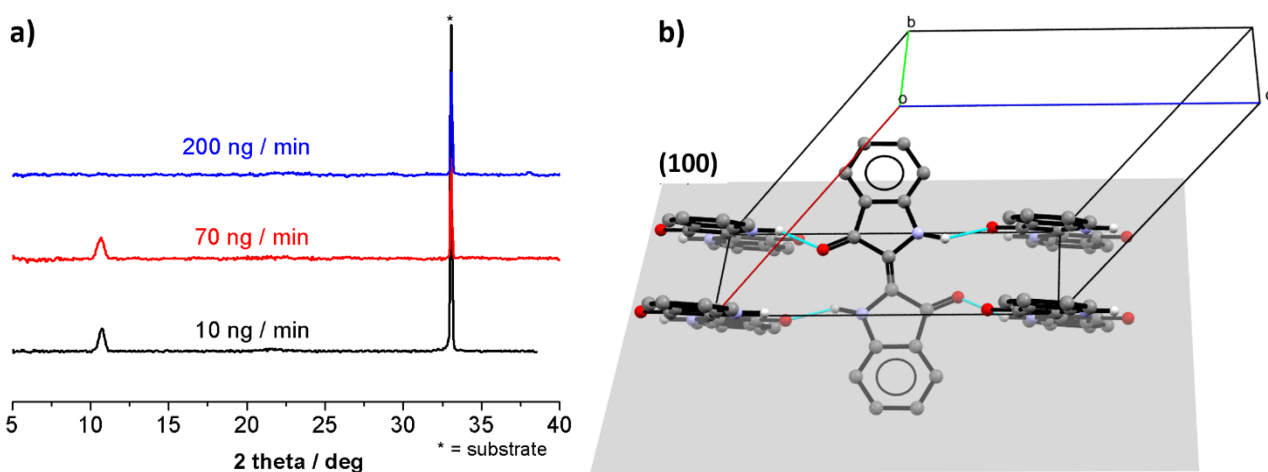 a)
*
200 ng / min
70 ng / min
10 ng / min
5 10 15 20 25 30 35 40
2 theta / deg
* = substrate
b)
b
o
c
(100)